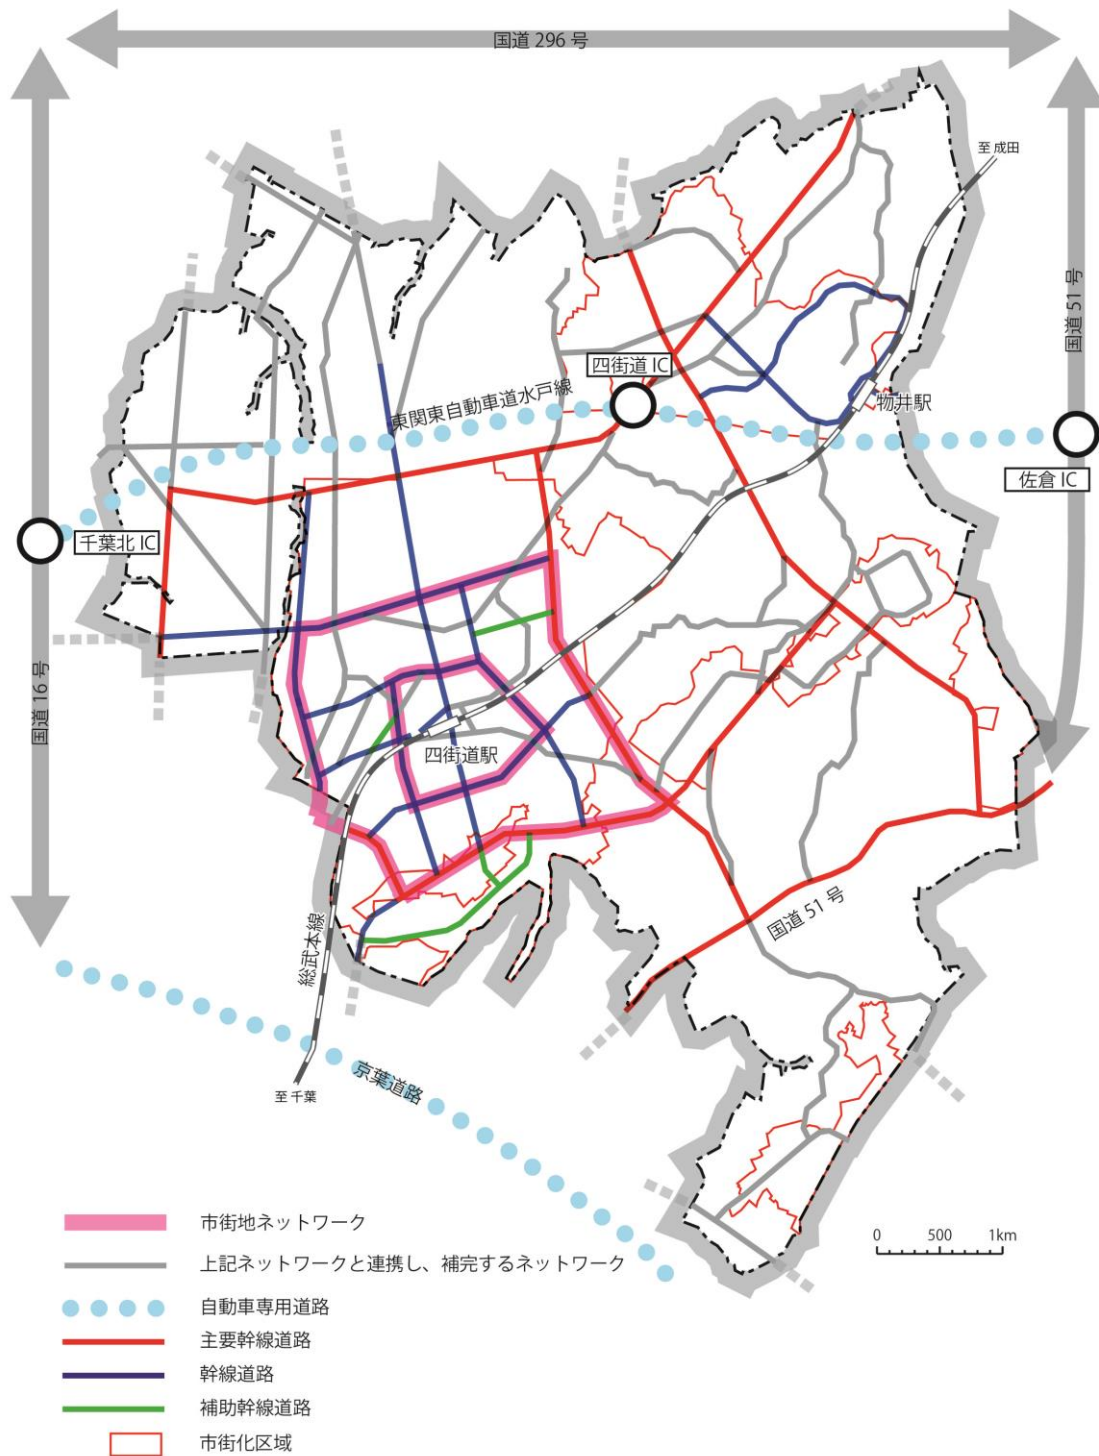 国道 296 号
至 成田
国道 51 号
四街道 IC
東関東自動車道水戸線
物井駅
佐倉 IC
千葉北 IC
国道 16 号
四街道駅
国道 51 号
総武本線
京葉道路
至 千葉
市街地ネットワーク
上記ネットワークと連携し、補完するネットワーク
0 500 1km
自動車専用道路
主要幹線道路
幹線道路
補助幹線道路
市街化区域